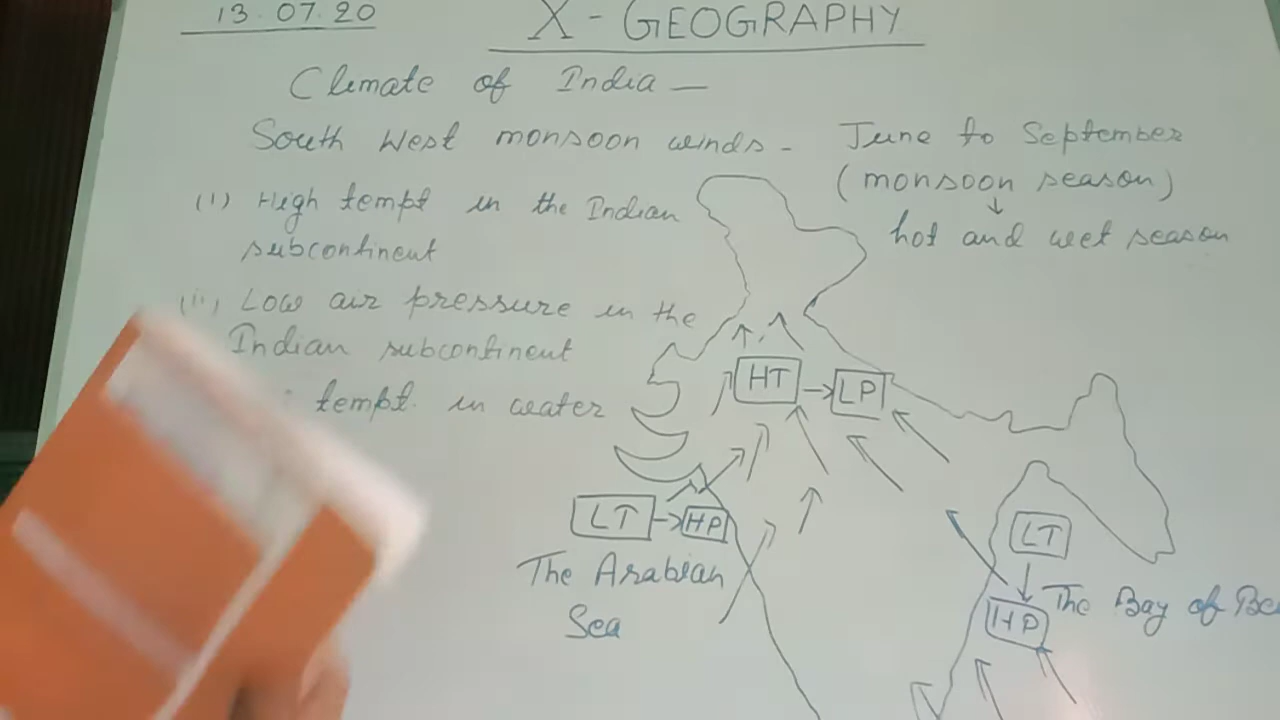 13.07.20
X - GEOGRAPHY
Climate of India —
South West monsoon winds - June to September
(monsoon season)
↓
hot and wet season
(i) High tempt in the Indian
subcontinent
(ii) Low air pressure in the
Indian subcontinent
tempt. in water
HT → LP
LT → HP
The Arabian
Sea
LT
↓
HP
The Bay of